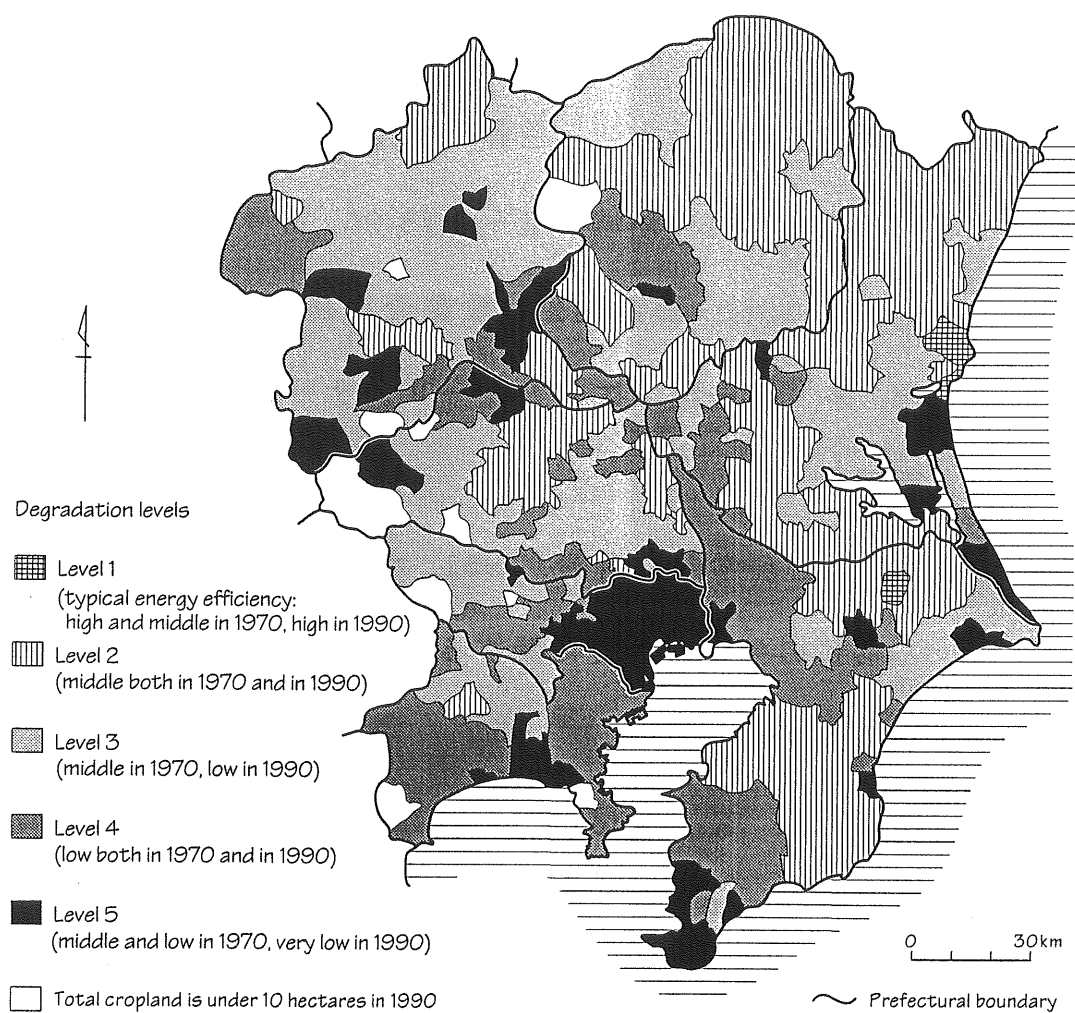 Degradation levels
Level 1
(typical energy efficiency:
high and middle in 1970, high in 1990)
Level 2
(middle both in 1970 and in 1990)
Level 3
(middle in 1970, low in 1990)
Level 4
(low both in 1970 and in 1990)
Level 5
(middle and low in 1970, very low in 1990)
Total cropland is under 10 hectares in 1990
0 30km
Prefectural boundary